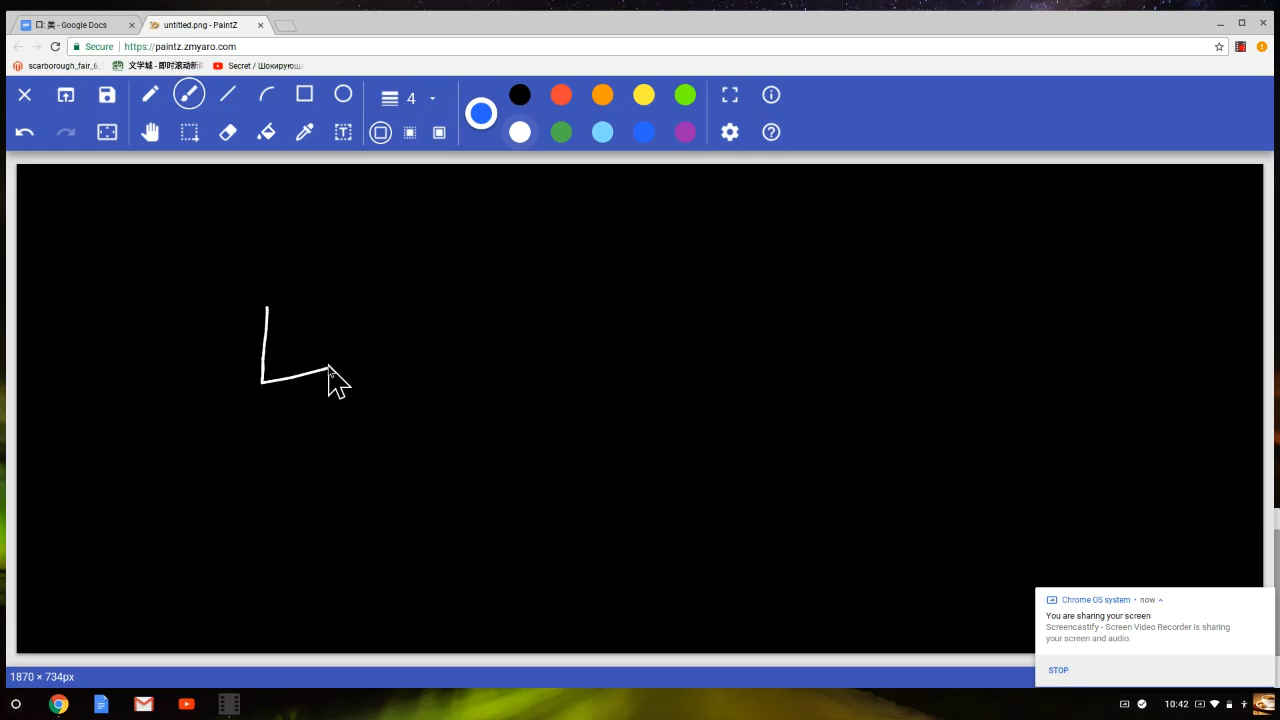 口: 美 - Google Docs
untitled.png - PaintZ
Secure https://paintz.zmyaro.com
scarborough_fair_6_ 文学城 - 即时滚动新闻 Secret / Шокирующ
4
1870 × 734px
Chrome OS system • now
You are sharing your screen
Screencastify - Screen Video Recorder is sharing
your screen and audio.
STOP
10:42